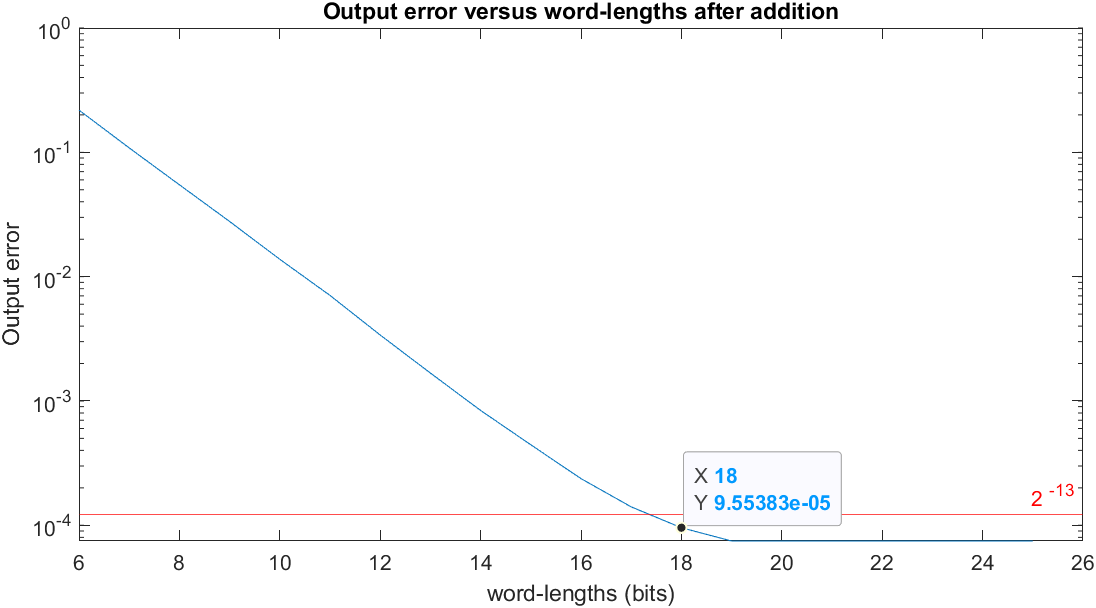 Output error versus word-lengths after addition
10^0
10^-1
10^-2
10^-3
10^-4
Output error
X 18
Y 9.55383e-05
2^-13
6 8 10 12 14 16 18 20 22 24 26
word-lengths (bits)